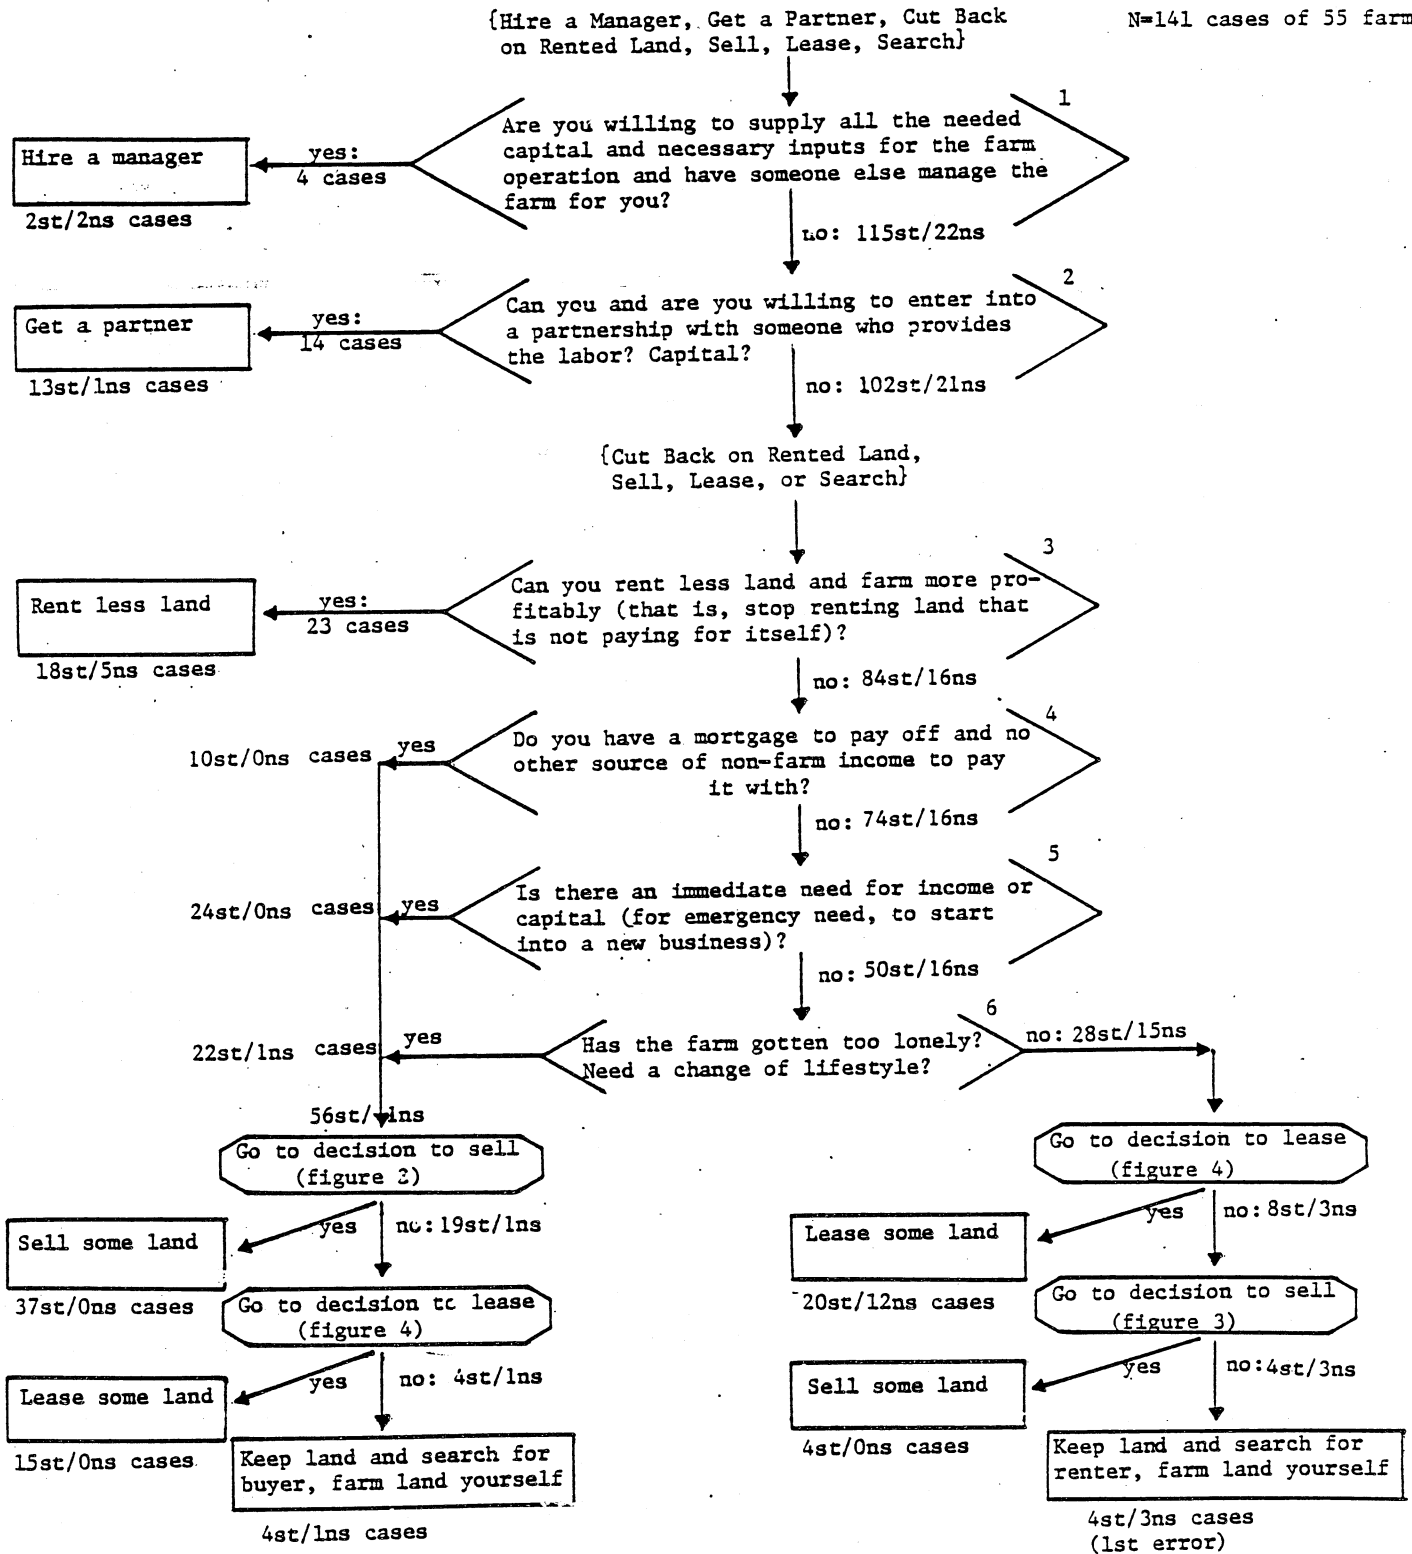 {Hire a Manager, Get a Partner, Cut Back
on Rented Land, Sell, Lease, Search}
N=141 cases of 55 farm
1
Are you willing to supply all the needed
capital and necessary inputs for the farm
operation and have someone else manage the
farm for you?
yes:
4 cases
Hire a manager
2st/2ns cases
no: 115st/22ns
2
Can you and are you willing to enter into
a partnership with someone who provides
the labor? Capital?
yes:
14 cases
Get a partner
13st/1ns cases
no: 102st/21ns
{Cut Back on Rented Land,
Sell, Lease, or Search}
3
Can you rent less land and farm more pro-
fitably (that is, stop renting land that
is not paying for itself)?
yes:
23 cases
Rent less land
18st/5ns cases
no: 84st/16ns
4
Do you have a mortgage to pay off and no
other source of non-farm income to pay
it with?
yes
10st/0ns cases
no: 74st/16ns
5
Is there an immediate need for income or
capital (for emergency need, to start
into a new business)?
yes
24st/0ns cases
no: 50st/16ns
6
Has the farm gotten too lonely?
Need a change of lifestyle?
yes
22st/1ns cases
no: 28st/15ns
56st/1ns
Go to decision to sell
(figure
yes
no: 19st/1ns
Sell some land
37st/0ns cases
Go to decision to lease
(figure 4)
yes
no: 4st/1ns
Lease some land
15st/0ns cases
Keep land and search for
buyer, farm land yourself
4st/1ns cases
Go to decision to lease
(figure 4)
yes
no: 8st/3ns
Lease some land
20st/12ns cases
Go to decision to sell
(figure 3)
yes
no: 4st/3ns
Sell some land
4st/0ns cases
Keep land and search for
renter, farm land yourself
4st/3ns cases
(1st error)